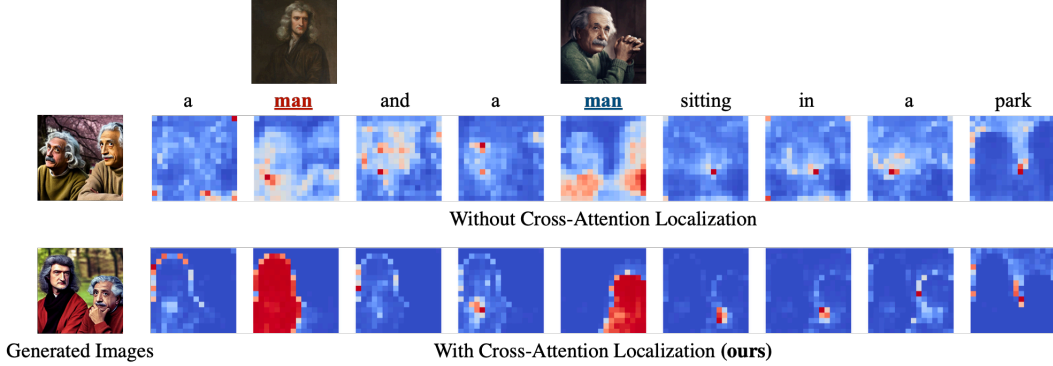 a man and a man sitting in a park
Without Cross-Attention Localization
Generated Images With Cross-Attention Localization (ours)